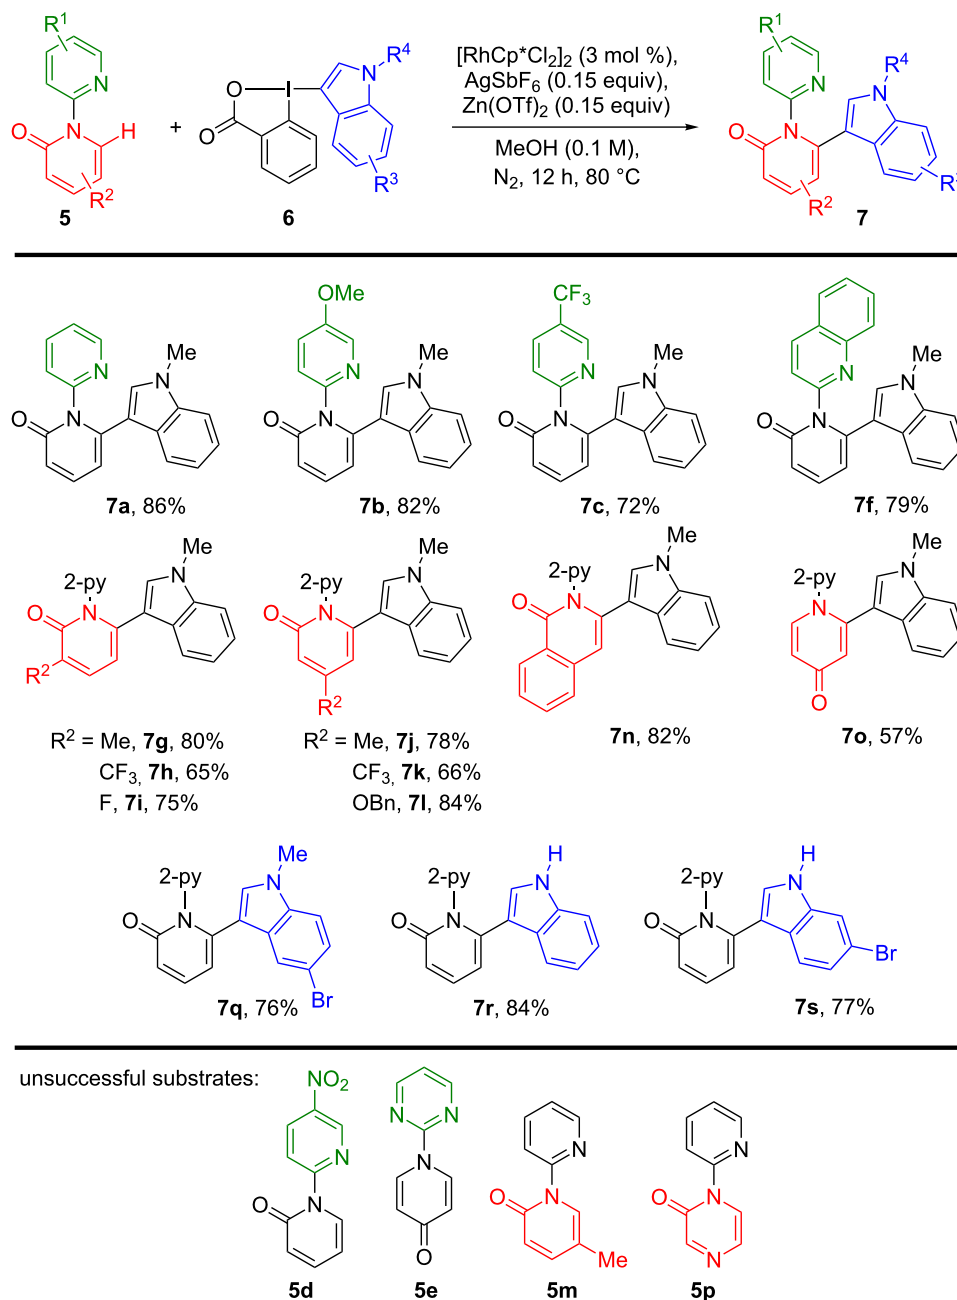 R¹
N
N
O
H
R²
5
+
O
I
O
N
R⁴
R³
6
[RhCp*Cl₂]₂ (3 mol %),
AgSbF₆ (0.15 equiv),
Zn(OTf)₂ (0.15 equiv)
MeOH (0.1 M),
N₂, 12 h, 80 °C
R¹
N
R⁴
N
O
N
R²
R³
7
N
Me
N
O
N
7a, 86%
OMe
N
Me
N
O
N
7b, 82%
CF₃
N
Me
N
O
N
7c, 72%
N
Me
N
O
N
7f, 79%
2-py
Me
N
O
N
R²
R² = Me, 7g, 80%
CF₃, 7h, 65%
F, 7i, 75%
2-py
Me
N
O
N
R²
R² = Me, 7j, 78%
CF₃, 7k, 66%
OBn, 7l, 84%
2-py
Me
N
O
N
7n, 82%
2-py
Me
N
N
O
7o, 57%
2-py
Me
N
O
N
Br
7q, 76%
2-py
H
N
O
N
7r, 84%
2-py
H
N
O
N
Br
7s, 77%
unsuccessful substrates:
NO₂
N
N
O
5d
N
N
N
O
5e
N
N
O
Me
5m
N
N
O
N
5p